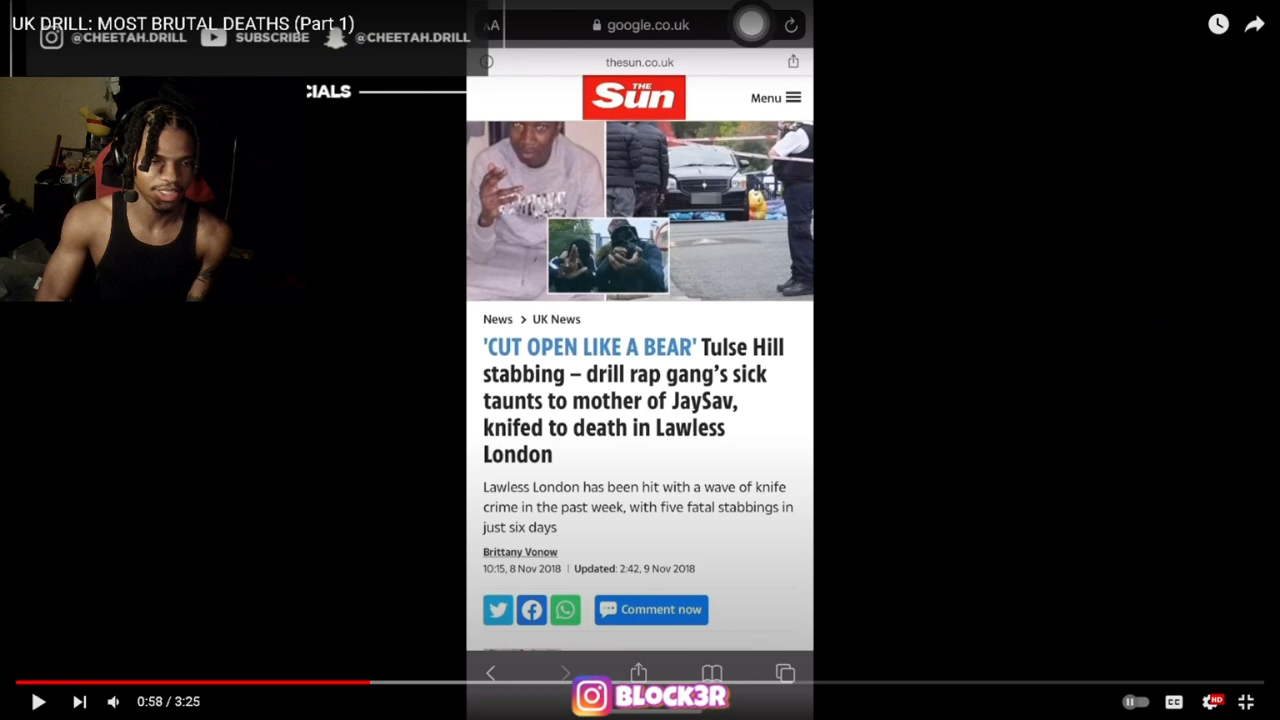 UK DRILL: MOST BRUTAL DEATHS (Part 1)
@CHEETAH.DRILL SUBSCRIBE @CHEETAH.DRILL
AA google.co.uk
thesun.co.uk
CIALS
THE Sun
Menu
News > UK News
'CUT OPEN LIKE A BEAR' Tulse Hill
stabbing – drill rap gang's sick
taunts to mother of JaySav,
knifed to death in Lawless
London
Lawless London has been hit with a wave of knife
crime in the past week, with five fatal stabbings in
just six days
Brittany Vonow
10:15, 8 Nov 2018 | Updated: 2:42, 9 Nov 2018
Comment now
BLOCK3R
0:58 / 3:25
CC
HD